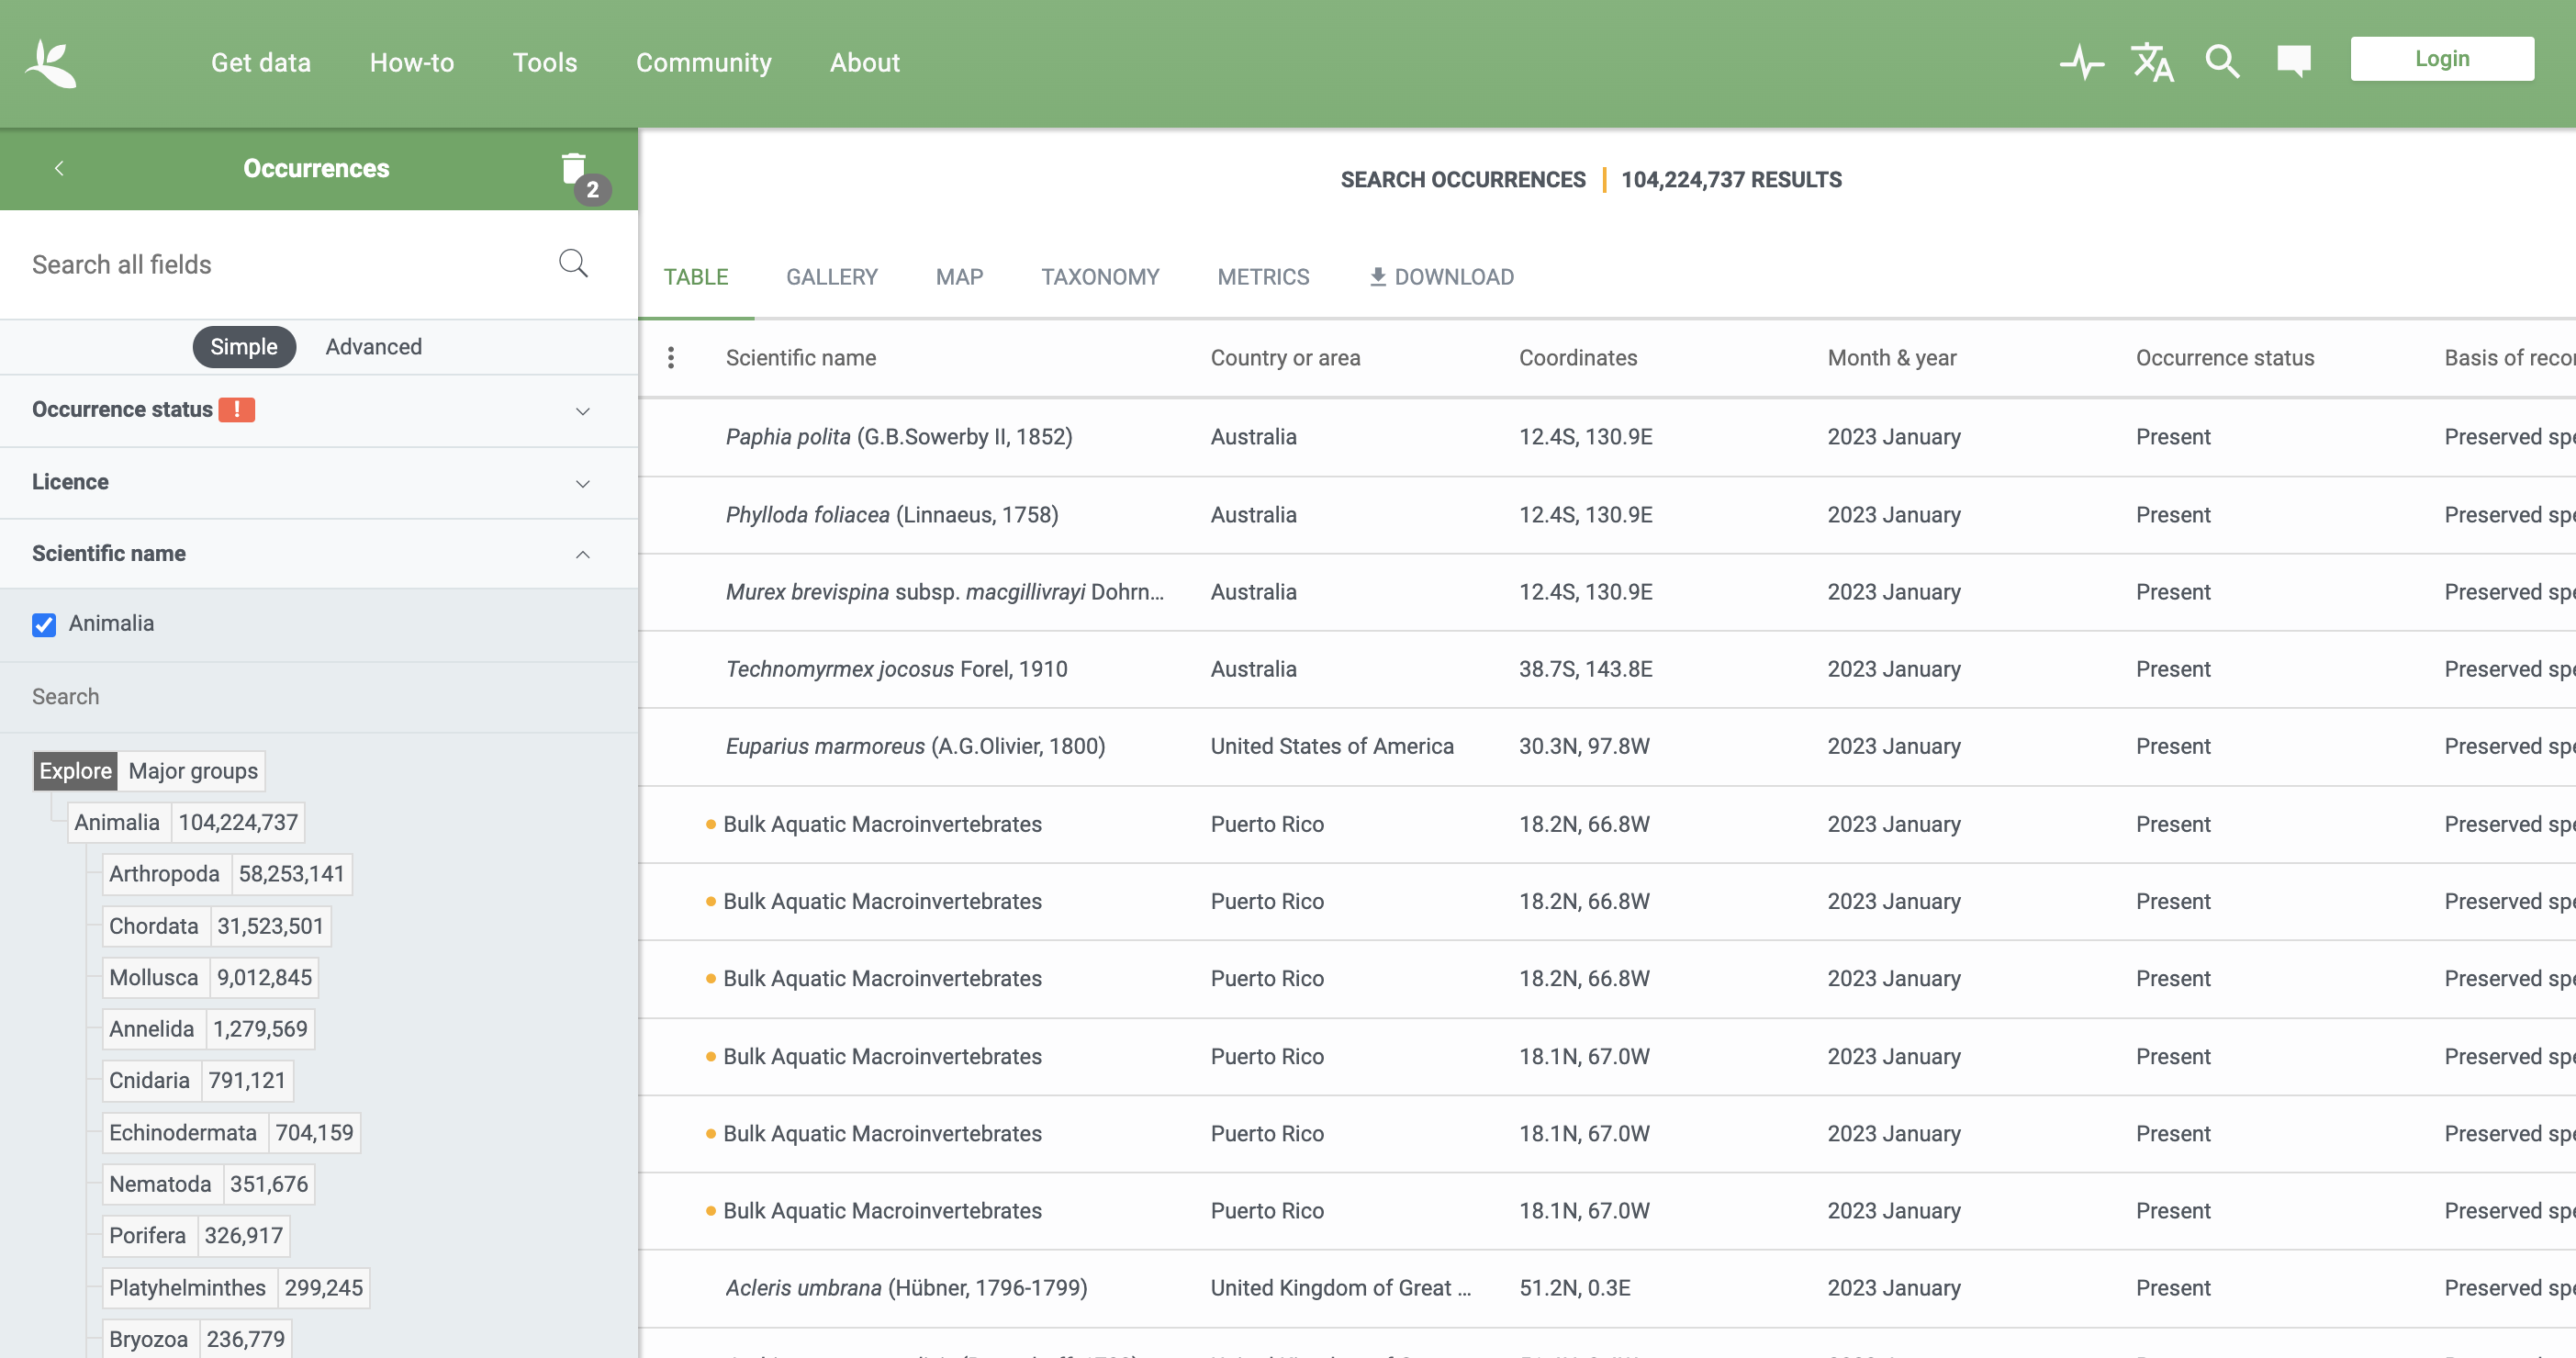 Get data How-to Tools Community About Login
Occurrences 2
Search all fields
Simple Advanced
Occurrence status !
Licence
Scientific name
Animalia
Search
Explore Major groups
Animalia 104,224,737
Arthropoda 58,253,141
Chordata 31,523,501
Mollusca 9,012,845
Annelida 1,279,569
Cnidaria 791,121
Echinodermata 704,159
Nematoda 351,676
Porifera 326,917
Platyhelminthes 299,245
Bryozoa 236,779
SEARCH OCCURRENCES 104,224,737 RESULTS
TABLE GALLERY MAP TAXONOMY METRICS DOWNLOAD
Scientific name Country or area Coordinates Month & year Occurrence status Basis of recor
Paphia polita (G.B.Sowerby II, 1852) Australia 12.4S, 130.9E 2023 January Present Preserved spe
Phylloda foliacea (Linnaeus, 1758) Australia 12.4S, 130.9E 2023 January Present Preserved spe
Murex brevispina subsp. macgillivrayi Dohrn... Australia 12.4S, 130.9E 2023 January Present Preserved spe
Technomyrmex jocosus Forel, 1910 Australia 38.7S, 143.8E 2023 January Present Preserved spe
Euparius marmoreus (A.G.Olivier, 1800) United States of America 30.3N, 97.8W 2023 January Present Preserved spe
Bulk Aquatic Macroinvertebrates Puerto Rico 18.2N, 66.8W 2023 January Present Preserved spe
Bulk Aquatic Macroinvertebrates Puerto Rico 18.2N, 66.8W 2023 January Present Preserved spe
Bulk Aquatic Macroinvertebrates Puerto Rico 18.2N, 66.8W 2023 January Present Preserved spe
Bulk Aquatic Macroinvertebrates Puerto Rico 18.1N, 67.0W 2023 January Present Preserved spe
Bulk Aquatic Macroinvertebrates Puerto Rico 18.1N, 67.0W 2023 January Present Preserved spe
Bulk Aquatic Macroinvertebrates Puerto Rico 18.1N, 67.0W 2023 January Present Preserved spe
Acleris umbrana (Hübner, 1796-1799) United Kingdom of Great ... 51.2N, 0.3E 2023 January Present Preserved spe